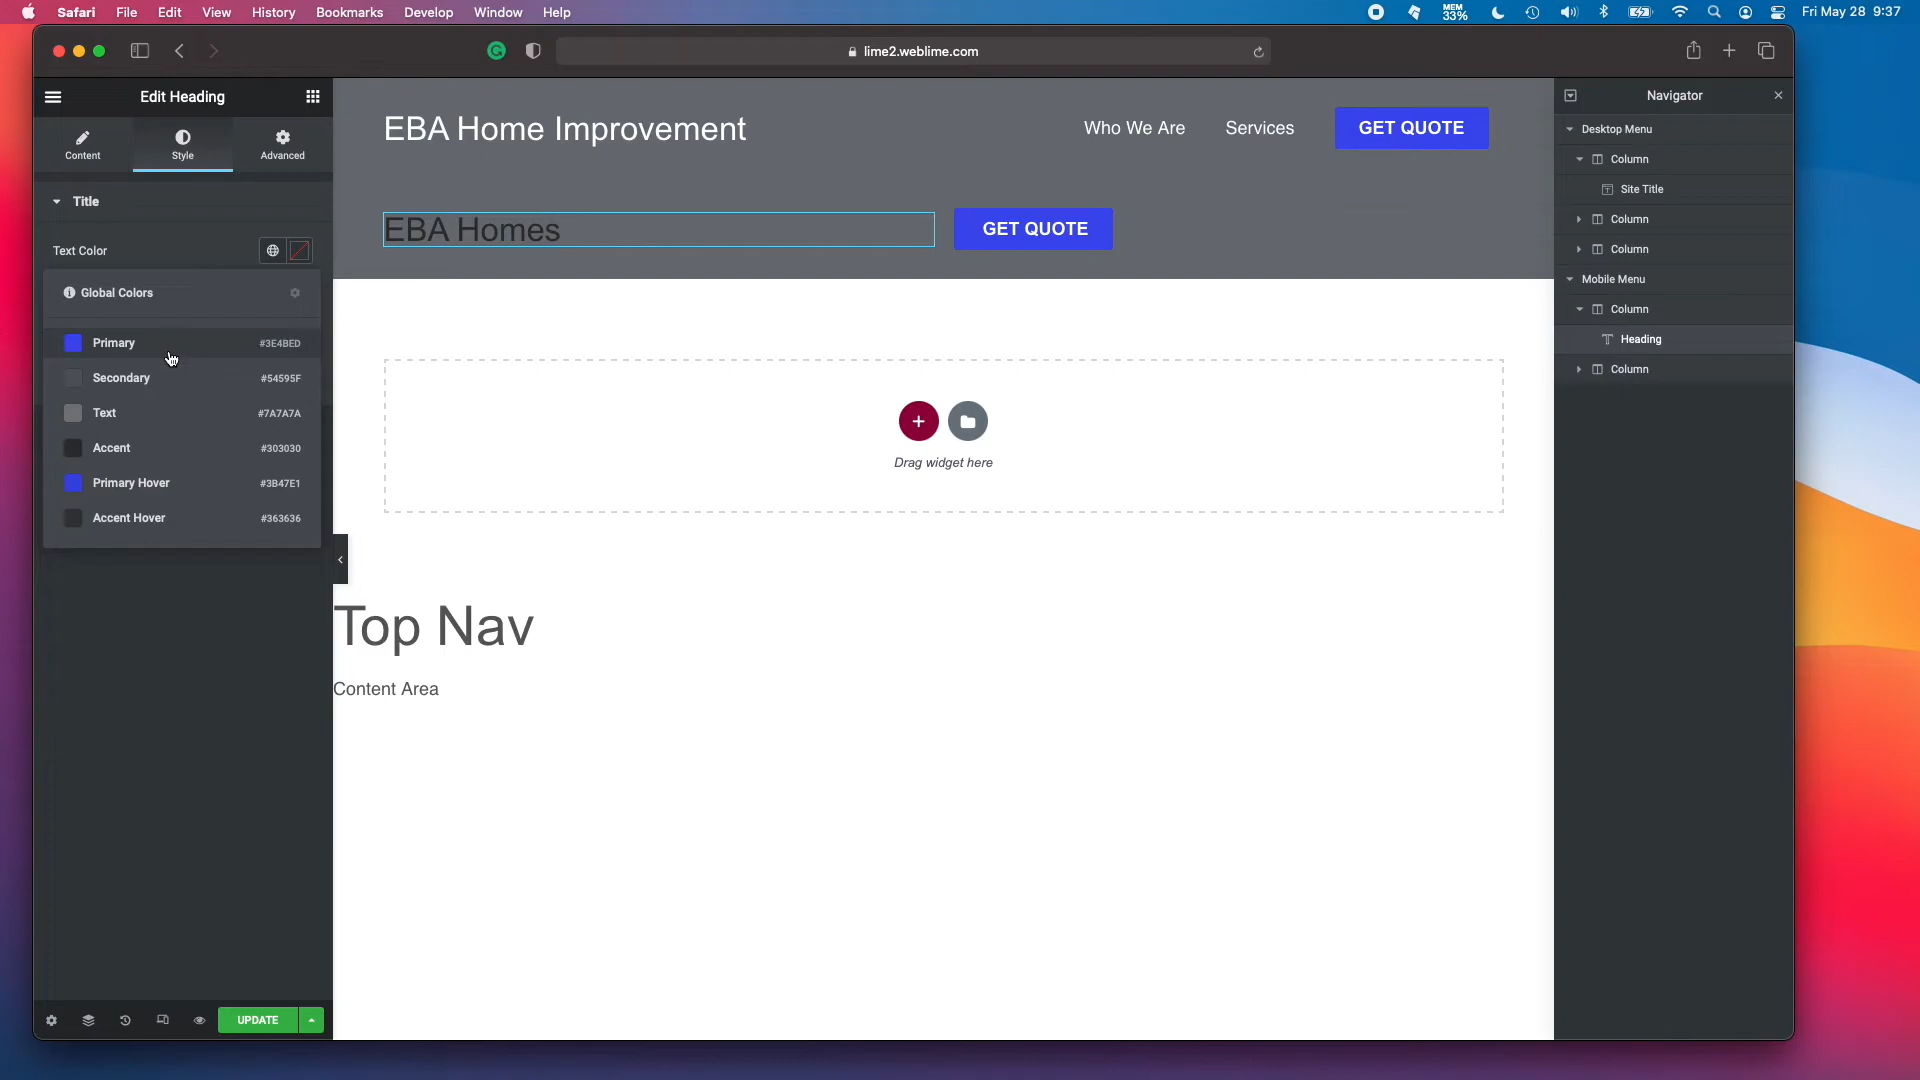 Safari File Edit View History Bookmarks Develop Window Help
MEM
33%
Fri May 28 9:37
lime2.weblime.com
Edit Heading
Content
Style
Advanced
Title
Text Color
Global Colors
Primary #3E4BED
Secondary #54595F
Text #7A7A7A
Accent #303030
Primary Hover #3B47E1
Accent Hover #363636
UPDATE
EBA Home Improvement
Who We Are
Services
GET QUOTE
EBA Homes
GET QUOTE
Drag widget here
Top Nav
Content Area
Navigator
Desktop Menu
Column
Site Title
Column
Column
Mobile Menu
Column
Heading
Column